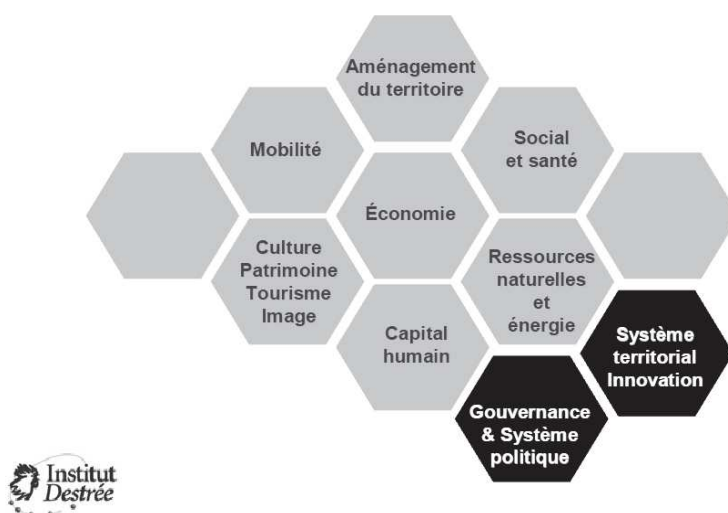 Aménagement
du territoire
Mobilité
Social
et santé
Économie
Culture
Patrimoine
Tourisme
Image
Ressources
naturelles
et
énergie
Capital
humain
Système
territorial
Innovation
Gouvernance
& Système
politique
Institut
Destrée